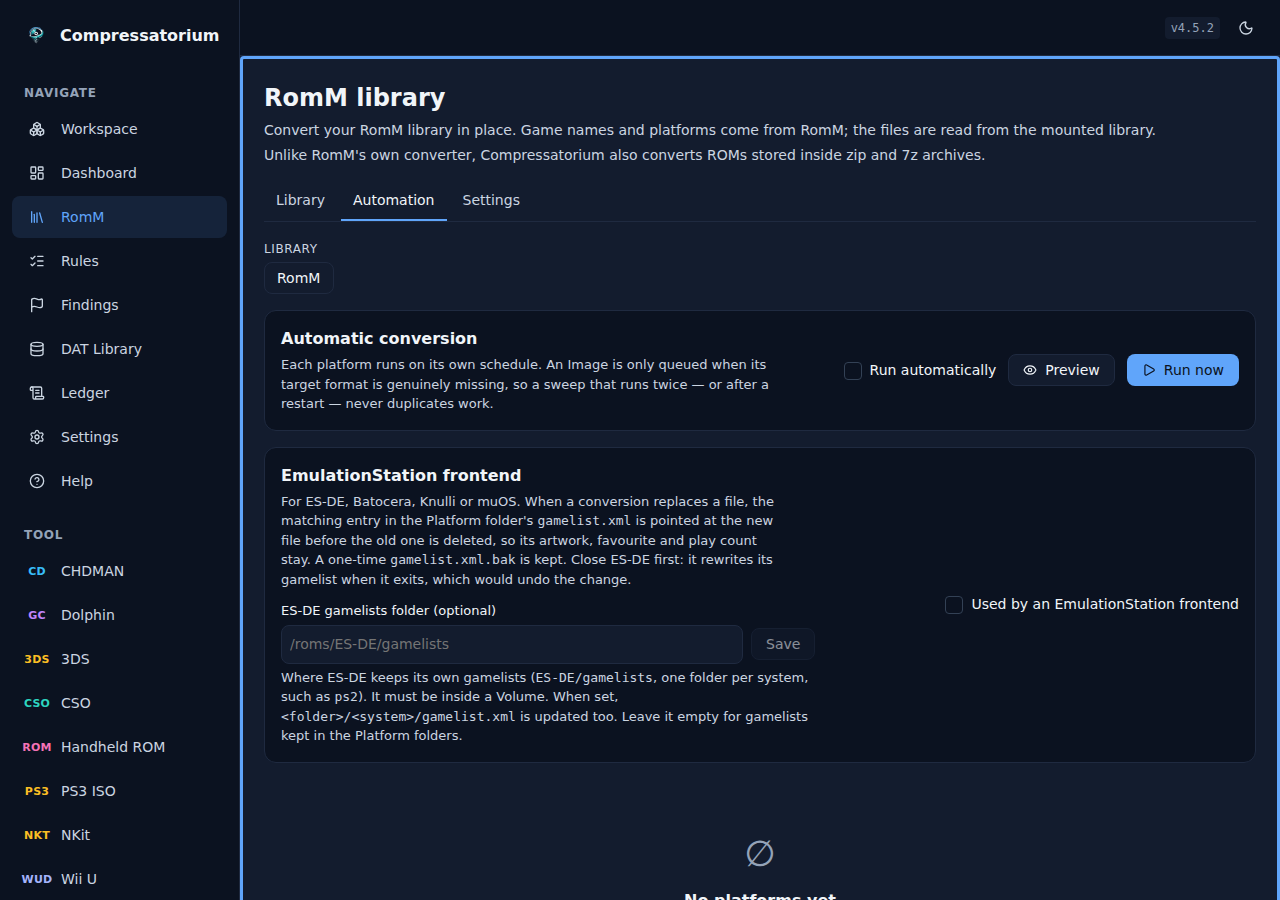 Compressatorium
v4.5.2
NAVIGATE
Workspace
Dashboard
RomM
Rules
Findings
DAT Library
Ledger
Settings
Help
TOOL
CD CHDMAN
GC Dolphin
3DS 3DS
CSO CSO
ROM Handheld ROM
PS3 PS3 ISO
NKT NKit
WUD Wii U
RomM library
Convert your RomM library in place. Game names and platforms come from RomM; the files are read from the mounted library.
Unlike RomM's own converter, Compressatorium also converts ROMs stored inside zip and 7z archives.
Library Automation Settings
LIBRARY
RomM
Automatic conversion
Each platform runs on its own schedule. An Image is only queued when its
target format is genuinely missing, so a sweep that runs twice — or after a
restart — never duplicates work.
Run automatically Preview Run now
EmulationStation frontend
For ES-DE, Batocera, Knulli or muOS. When a conversion replaces a file, the
matching entry in the Platform folder's gamelist.xml is pointed at the new
file before the old one is deleted, so its artwork, favourite and play count
stay. A one-time gamelist.xml.bak is kept. Close ES-DE first: it rewrites its
gamelist when it exits, which would undo the change.
ES-DE gamelists folder (optional)
/roms/ES-DE/gamelists Save
Where ES-DE keeps its own gamelists (ES-DE/gamelists, one folder per system,
such as ps2). It must be inside a Volume. When set,
<folder>/<system>/gamelist.xml is updated too. Leave it empty for gamelists
kept in the Platform folders.
Used by an EmulationStation frontend
No platforms yet